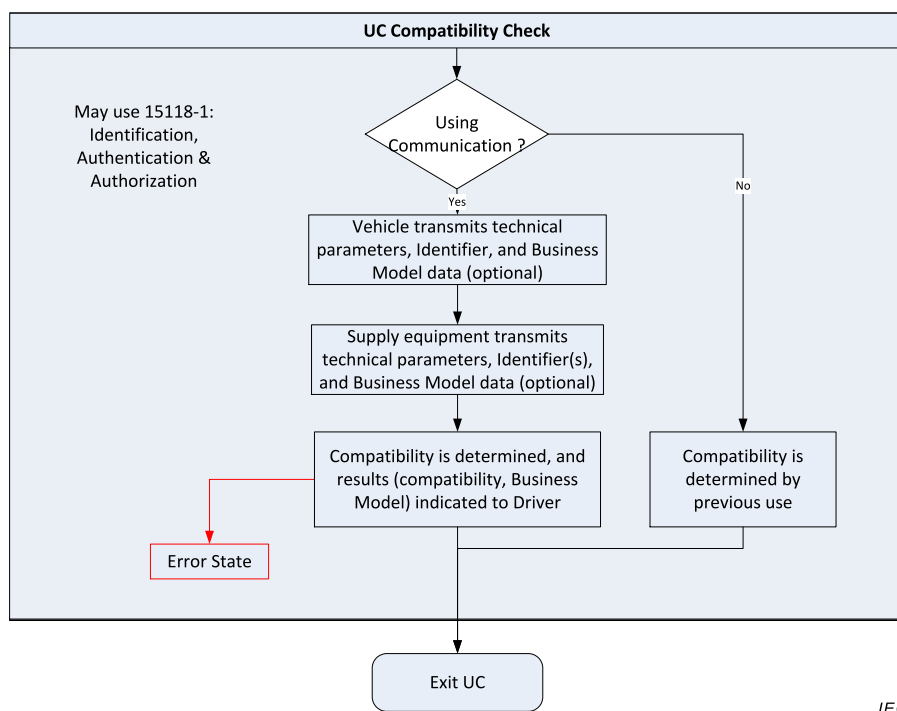 UC Compatibility Check
May use 15118-1:
Identification,
Authentication &
Authorization
Using
Communication ?
No
Yes
Vehicle transmits technical
parameters, Identifier, and Business
Model data (optional)
Supply equipment transmits
technical parameters, Identifier(s),
and Business Model data (optional)
Compatibility is determined, and
results (compatibility, Business
Model) indicated to Driver
Compatibility is
determined by
previous use
Error State
Exit UC